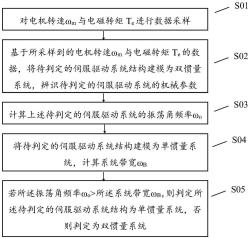 S01
对电机转速ωm与电磁转矩Te进行数据采样
S02
基于所采样到的电机转速ωm与电磁转矩Te的数
据，将待判定的伺服驱动系统结构建模为双惯量
系统，辨识待判定的伺服驱动系统的机械参数
S03
计算上述待判定的伺服驱动系统的振荡角频率ωn
S04
将待判定的伺服驱动系统结构建模为单惯量系
统，计算系统带宽ωB
S05
若所述振荡角频率ωn>所述系统带宽ωB，则判定所
述待判定的伺服驱动系统结构为单惯量系统，否
则判定为双惯量系统